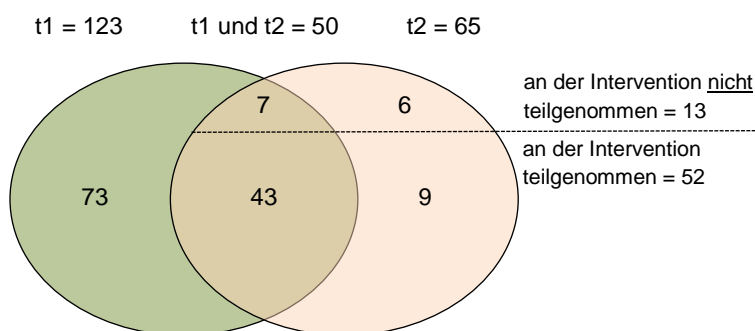 t1 = 123 t1 und t2 = 50 t2 = 65
an der Intervention nicht
teilgenommen = 13
7 6
an der Intervention
teilgenommen = 52
73 43 9